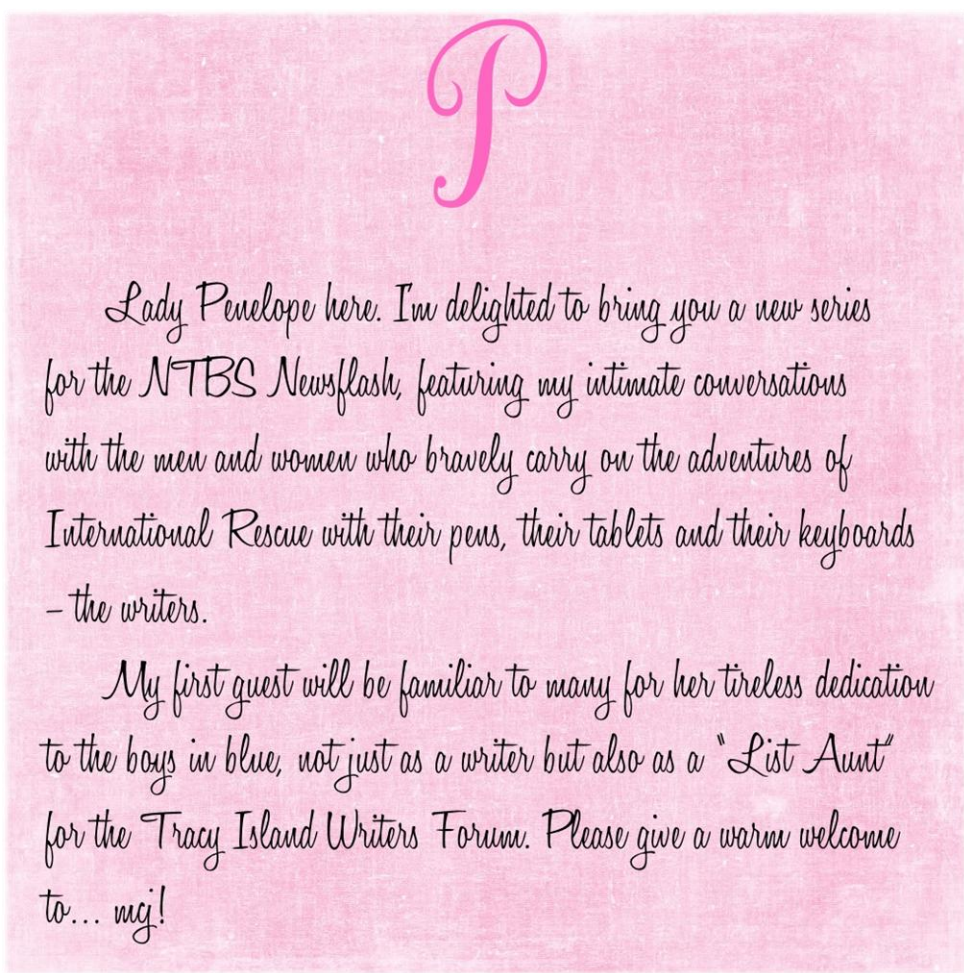 P
Lady Penelope here. I'm delighted to bring you a new series
for the NTBS Newsflash, featuring my intimate conversations
with the men and women who bravely carry on the adventures of
International Rescue with their pens, their tablets and their keyboards
– the writers.
My first guest will be familiar to many for her tireless dedication
to the boys in blue, not just as a writer but also as a "List Aunt"
for the Tracy Island Writers Forum. Please give a warm welcome
to... mcj!